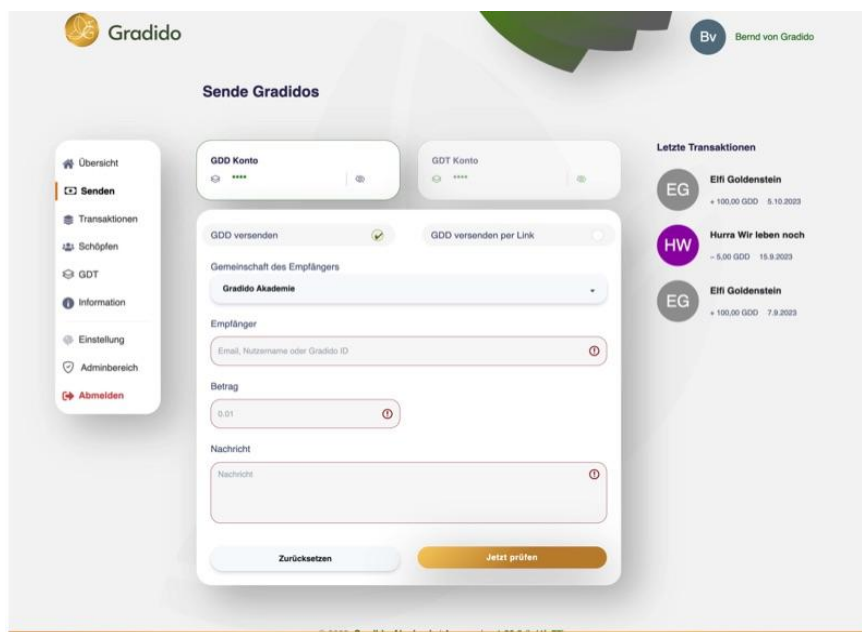 Gradido
Bv
Bernd von Gradido
Sende Gradidos
Übersicht
Senden
Transaktionen
Schöpfen
GDT
Information
Einstellung
Adminbereich
Abmelden
GDD Konto
****
GDT Konto
****
GDD versenden
GDD versenden per Link
Gemeinschaft des Empfängers
Gradido Akademie
Empfänger
Email, Nutzername oder Gradido ID
Betrag
0.01
Nachricht
Nachricht
Zurücksetzen
Jetzt prüfen
Letzte Transaktionen
EG
Elfi Goldenstein
+ 100,00 GDD 5.10.2023
HW
Hurra Wir leben noch
− 5,00 GDD 15.9.2023
EG
Elfi Goldenstein
+ 100,00 GDD 7.9.2023